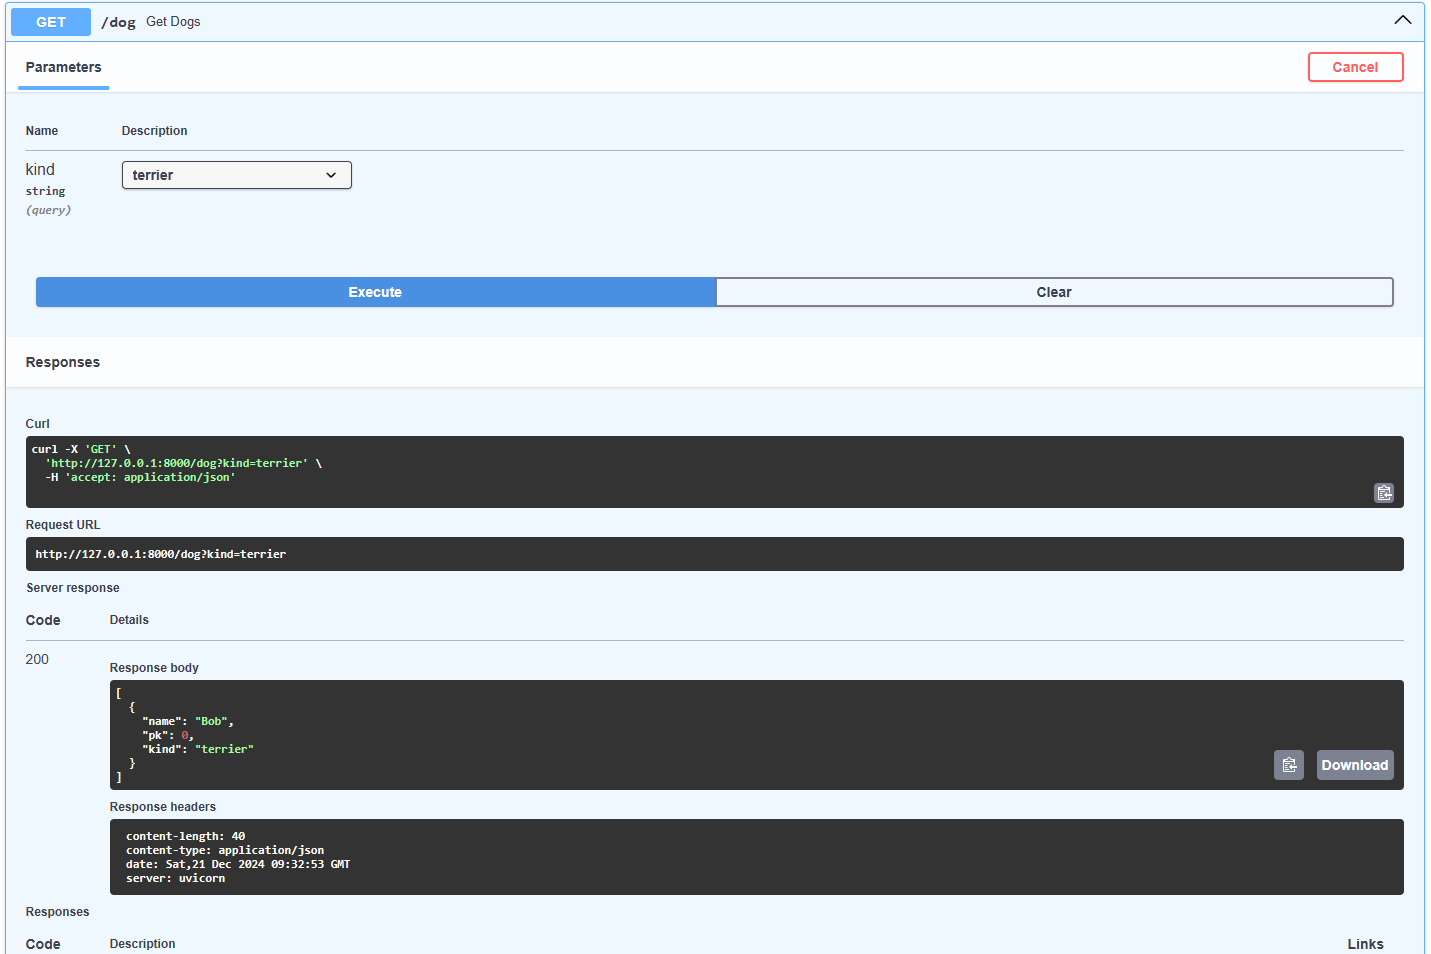 GET /dog Get Dogs
Parameters
Cancel
Name Description
kind
string
(query)
terrier
Execute
Clear
Responses
Curl
curl -X 'GET' \
'http://127.0.0.1:8000/dog?kind=terrier' \
-H 'accept: application/json'
Request URL
http://127.0.0.1:8000/dog?kind=terrier
Server response
Code Details
200
Response body
[
{
"name": "Bob",
"pk": 0,
"kind": "terrier"
}
]
Download
Response headers
content-length: 40
content-type: application/json
date: Sat,21 Dec 2024 09:32:53 GMT
server: uvicorn
Responses
Code Description Links